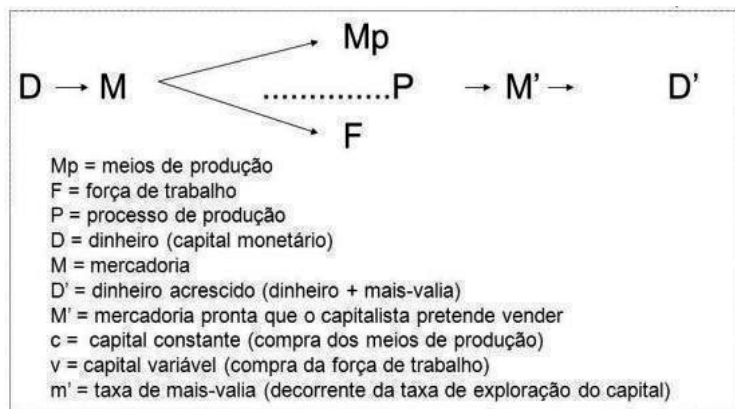 Mp
D → M ..............P → M’ → D’
F
Mp = meios de produção
F = força de trabalho
P = processo de produção
D = dinheiro (capital monetário)
M = mercadoria
D’ = dinheiro acrescido (dinheiro + mais-valia)
M’ = mercadoria pronta que o capitalista pretende vender
c = capital constante (compra dos meios de produção)
v = capital variável (compra da força de trabalho)
m’ = taxa de mais-valia (decorrente da taxa de exploração do capital)